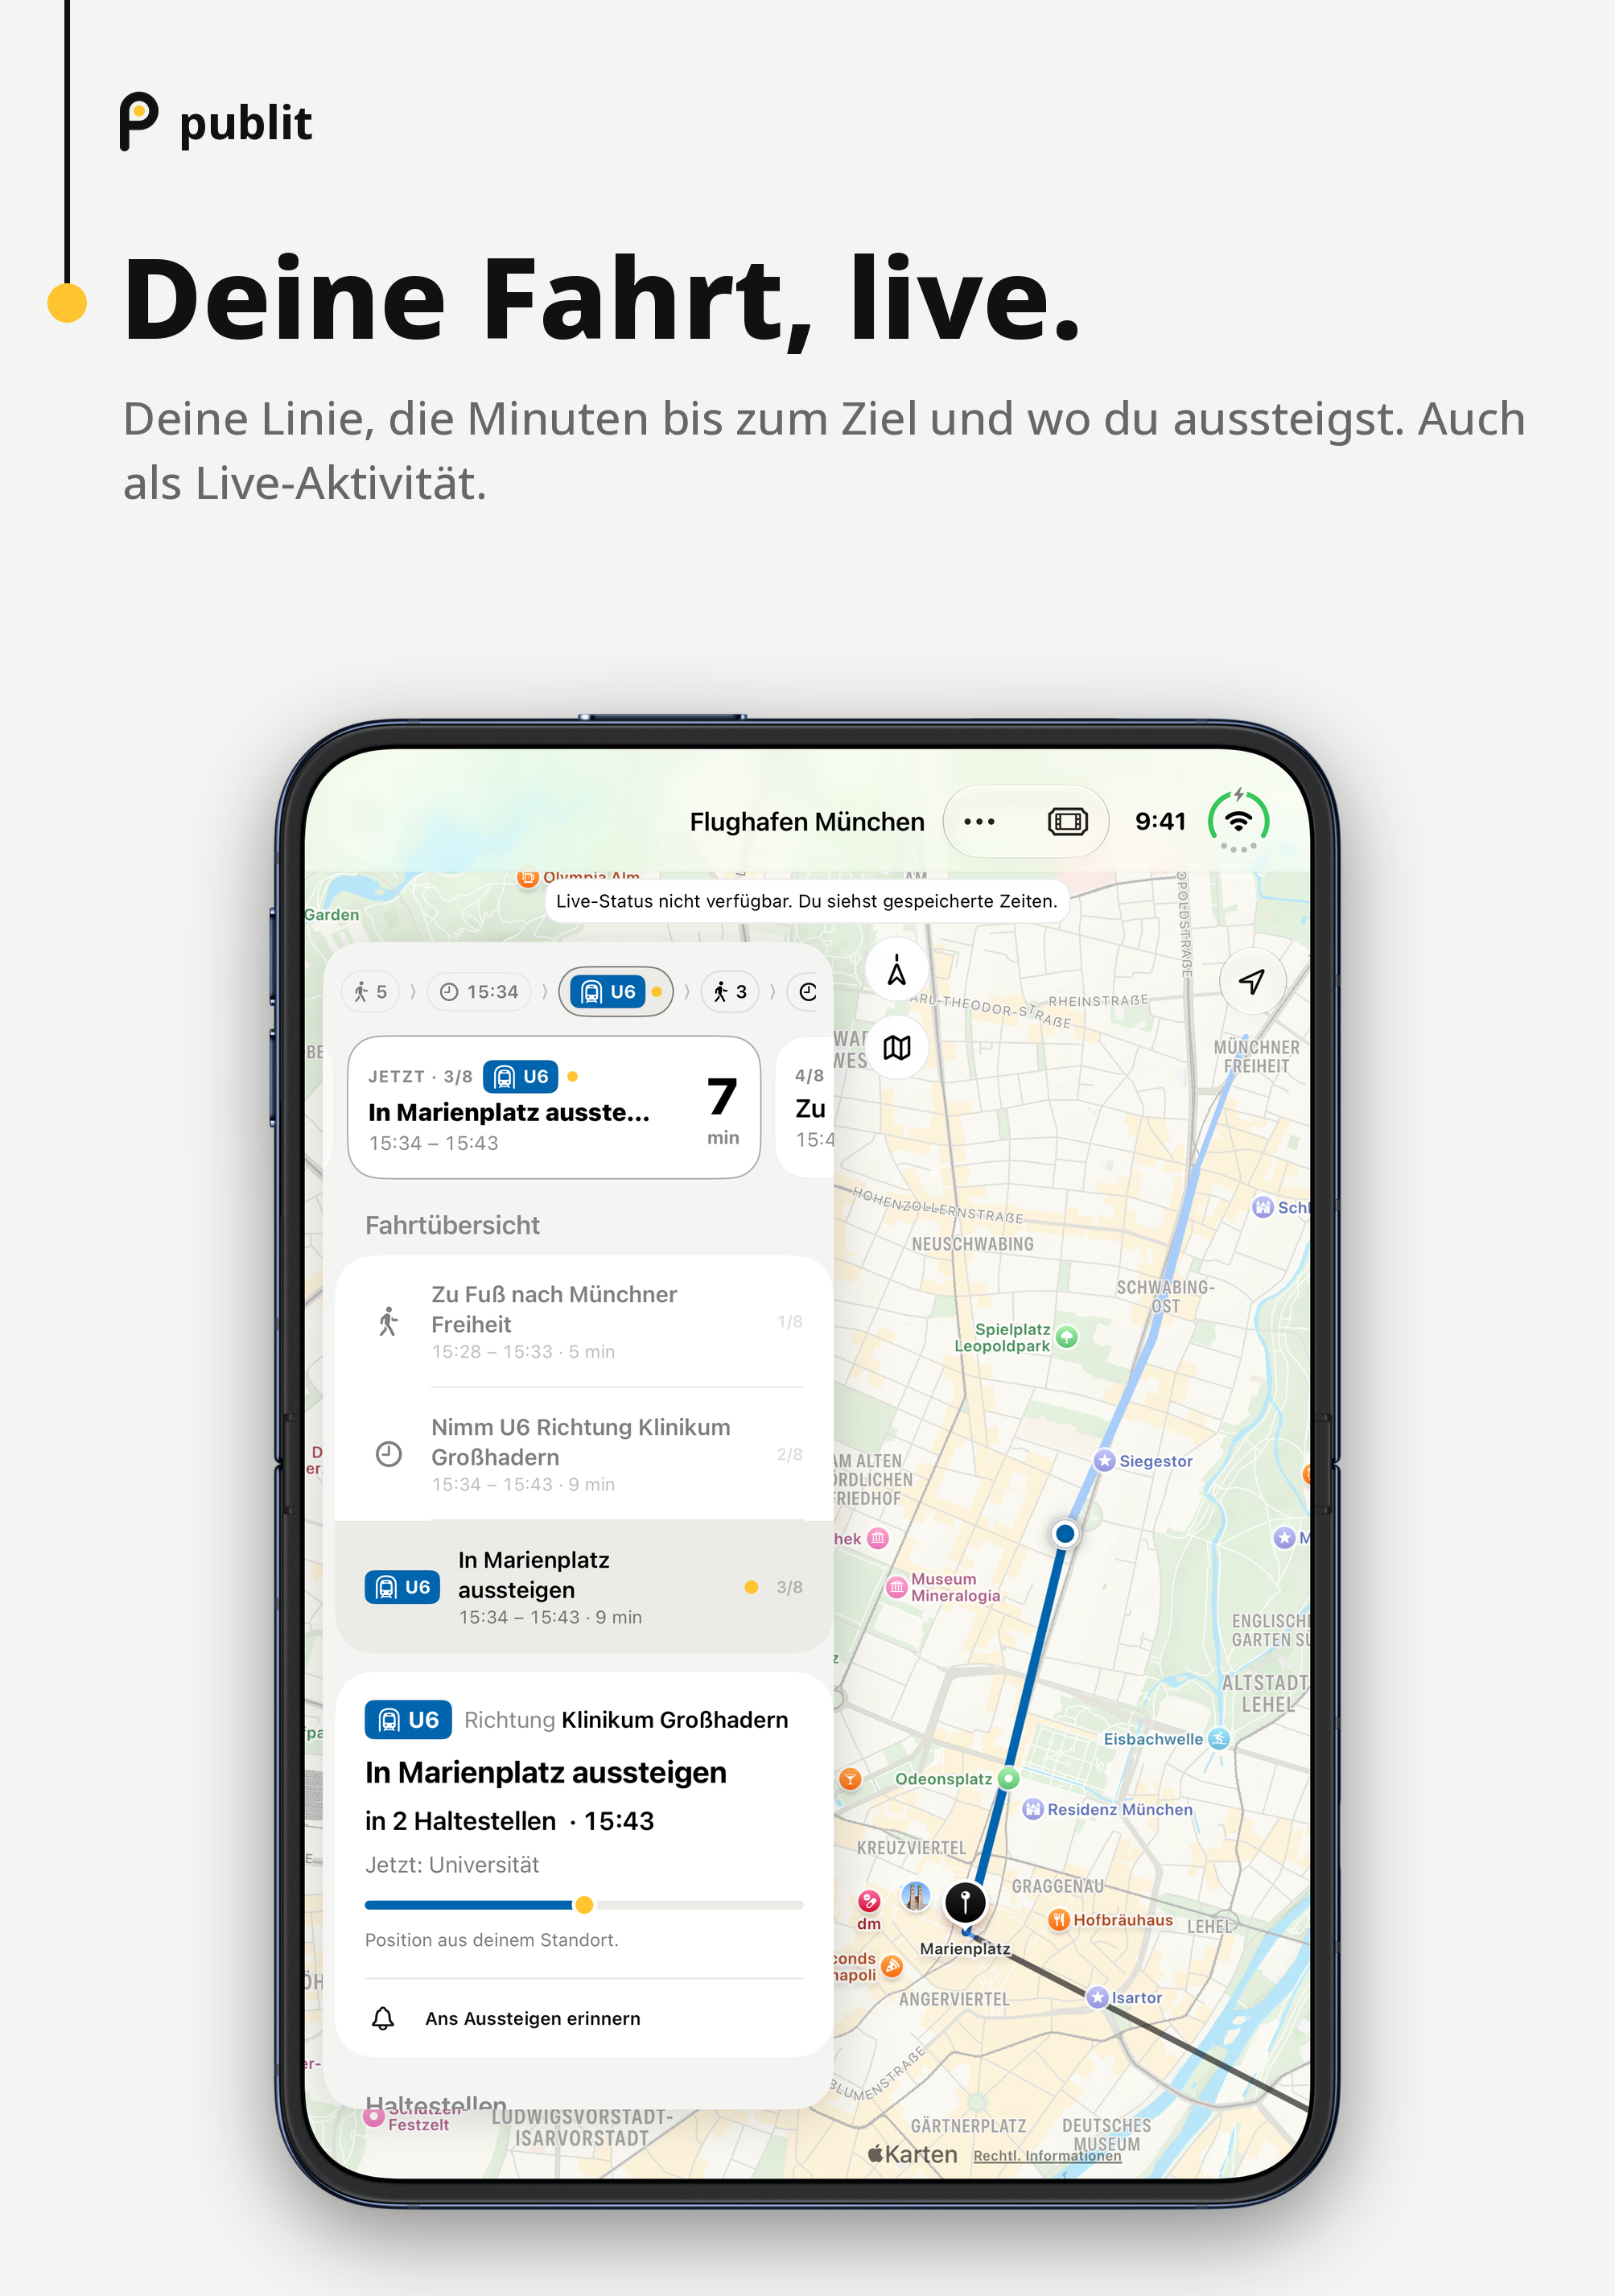 publit
Deine Fahrt, live.
Deine Linie, die Minuten bis zum Ziel und wo du aussteigst. Auch
als Live-Aktivität.
Flughafen München
9:41
Olympia Alm
Garden
Live-Status nicht verfügbar. Du siehst gespeicherte Zeiten.
5
15:34
U6
3
JETZT · 3/8 U6
In Marienplatz ausste...
15:34 – 15:43
7
min
4/8
Zu
15:4
Fahrtübersicht
Zu Fuß nach Münchner
Freiheit
15:28 – 15:33 · 5 min
1/8
Nimm U6 Richtung Klinikum
Großhadern
15:34 – 15:43 · 9 min
2/8
U6
In Marienplatz
aussteigen
15:34 – 15:43 · 9 min
3/8
U6 Richtung Klinikum Großhadern
In Marienplatz aussteigen
in 2 Haltestellen · 15:43
Jetzt: Universität
Position aus deinem Standort.
Ans Aussteigen erinnern
Haltestellen
RHEINSTRASSE
MÜNCHNER
FREIHEIT
HOHENZOLLERNSTRASSE
NEUSCHWABING
SCHWABING-
OST
Spielplatz
Leopoldpark
AM ALTEN
Siegestor
Museum
Mineralogia
ALTSTADT
LEHEL
Eisbachwelle
Odeonsplatz
Residenz München
KREUZVIERTEL
GRAGGENAU
dm
Hofbräuhaus
LEHEL
Marienplatz
ANGERVIERTEL
Isartor
BLUMENSTRASSE
Festzelt
LUDWIGSVORSTADT-
ISARVORSTADT
GÄRTNERPLATZ
DEUTSCHES
MUSEUM
Karten
Rechtl. Informationen